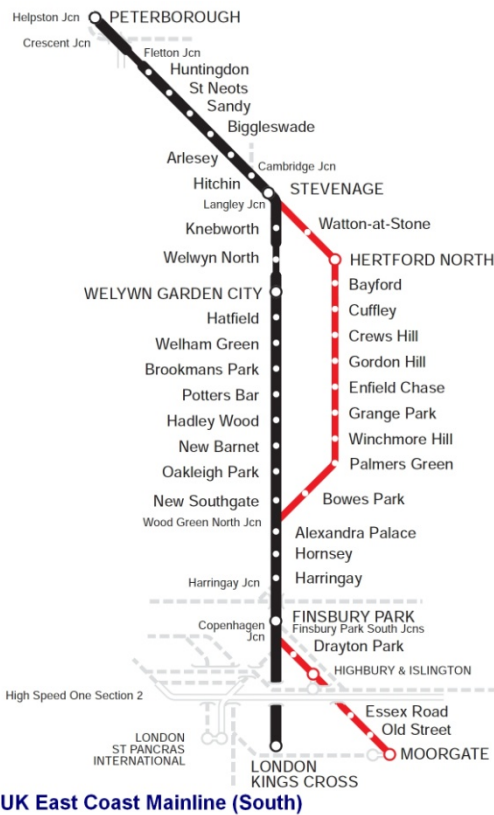 Helpston Jcn
PETERBOROUGH
Crescent Jcn
Fletton Jcn
Huntingdon
St Neots
Sandy
Biggleswade
Arlesey
Cambridge Jcn
Hitchin
STEVENAGE
Langley Jcn
Knebworth
Watton-at-Stone
Welwyn North
HERTFORD NORTH
Bayford
WELYWN GARDEN CITY
Cuffley
Hatfield
Crews Hill
Welham Green
Gordon Hill
Brookmans Park
Enfield Chase
Potters Bar
Grange Park
Hadley Wood
Winchmore Hill
New Barnet
Palmers Green
Oakleigh Park
New Southgate
Bowes Park
Wood Green North Jcn
Alexandra Palace
Hornsey
Harringay
Harringay Jcn
FINSBURY PARK
Copenhagen
Jcn
Finsbury Park South Jcns
Drayton Park
HIGHBURY & ISLINGTON
High Speed One Section 2
Essex Road
Old Street
LONDON
ST PANCRAS
INTERNATIONAL
MOORGATE
LONDON
KINGS CROSS
UK East Coast Mainline (South)